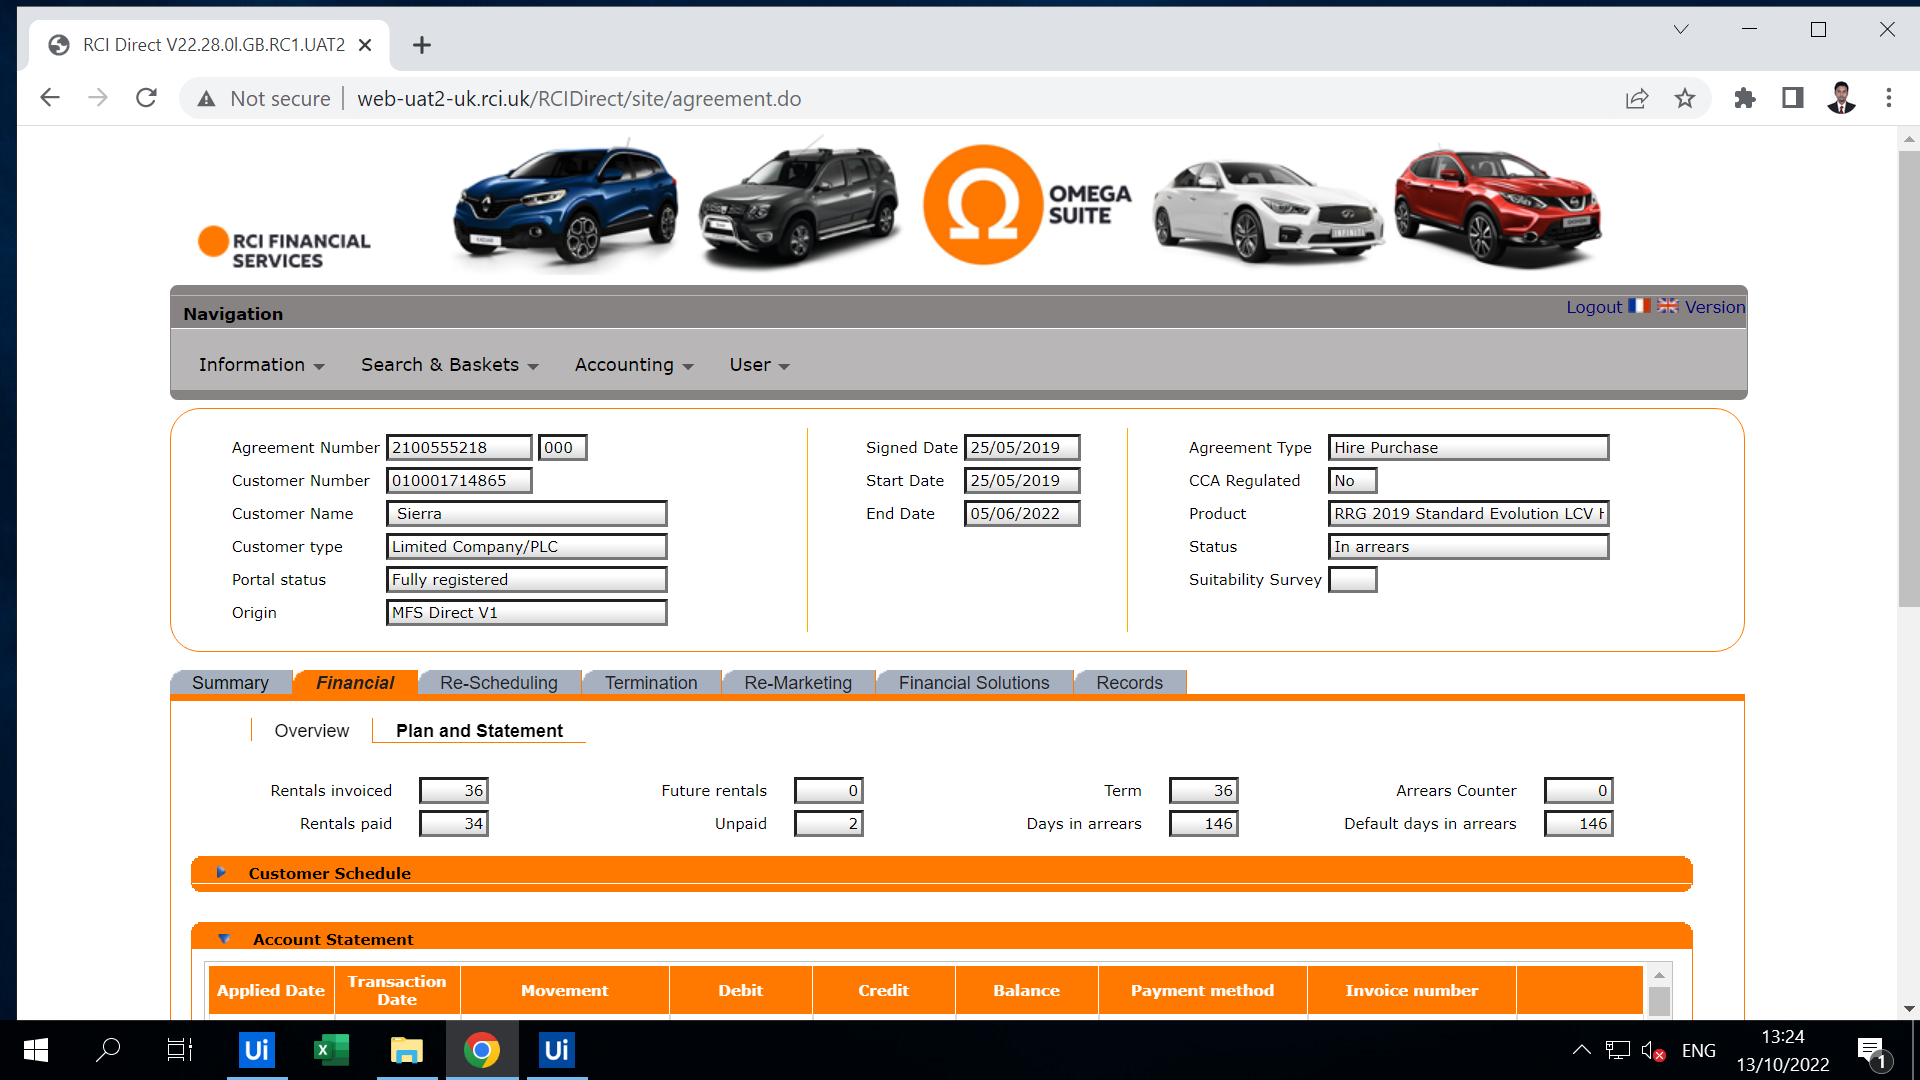 RCI Direct V22.28.0l.GB.RC1.UAT2
Not secure web-uat2-uk.rci.uk/RCIDirect/site/agreement.do
RCI FINANCIAL
SERVICES
OMEGA
SUITE
Navigation
Logout Version
Information Search & Baskets Accounting User
Agreement Number 2100555218 000 Signed Date 25/05/2019 Agreement Type Hire Purchase
Customer Number 010001714865 Start Date 25/05/2019 CCA Regulated No
Customer Name Sierra End Date 05/06/2022 Product RRG 2019 Standard Evolution LCV
Customer type Limited Company/PLC Status In arrears
Portal status Fully registered Suitability Survey
Origin MFS Direct V1
Summary Financial Re-Scheduling Termination Re-Marketing Financial Solutions Records
Overview Plan and Statement
Rentals invoiced 36 Future rentals 0 Term 36 Arrears Counter 0
Rentals paid 34 Unpaid 2 Days in arrears 146 Default days in arrears 146
Customer Schedule
Account Statement
Applied Date Transaction Date Movement Debit Credit Balance Payment method Invoice number
Ui Ui ENG 13:24
13/10/2022 1